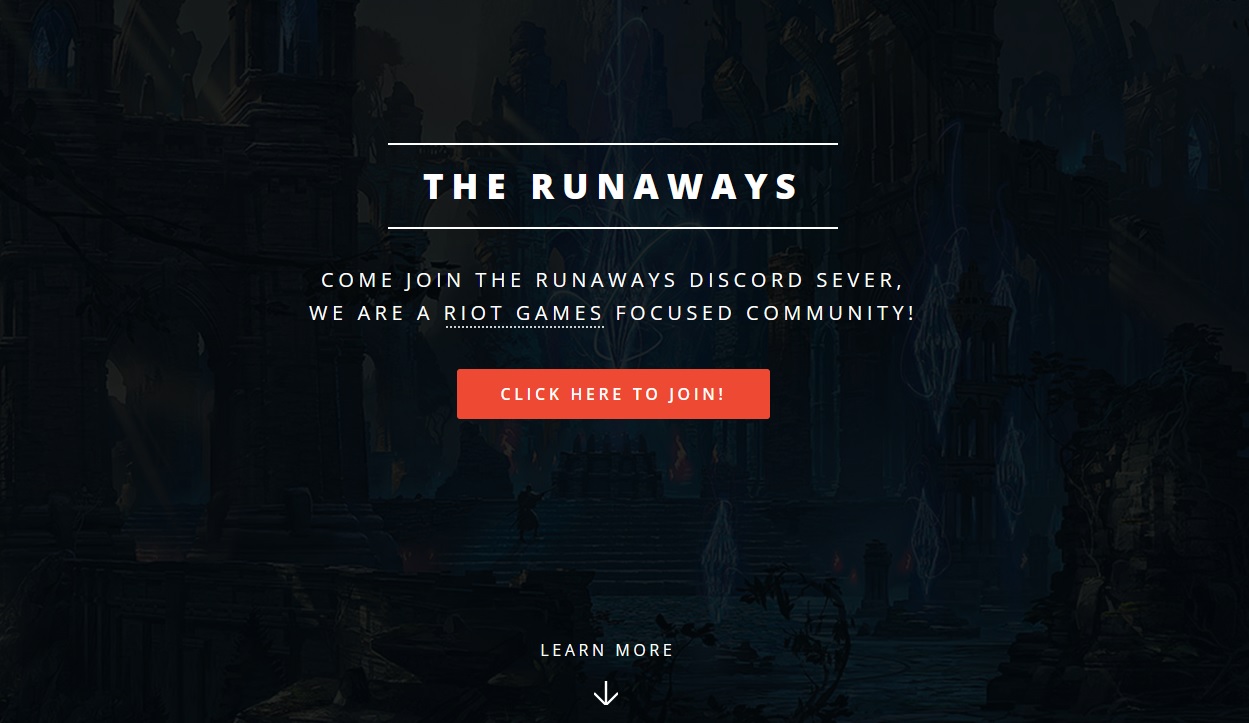 THE RUNAWAYS
COME JOIN THE RUNAWAYS DISCORD SEVER,
WE ARE A RIOT GAMES FOCUSED COMMUNITY!
CLICK HERE TO JOIN!
LEARN MORE